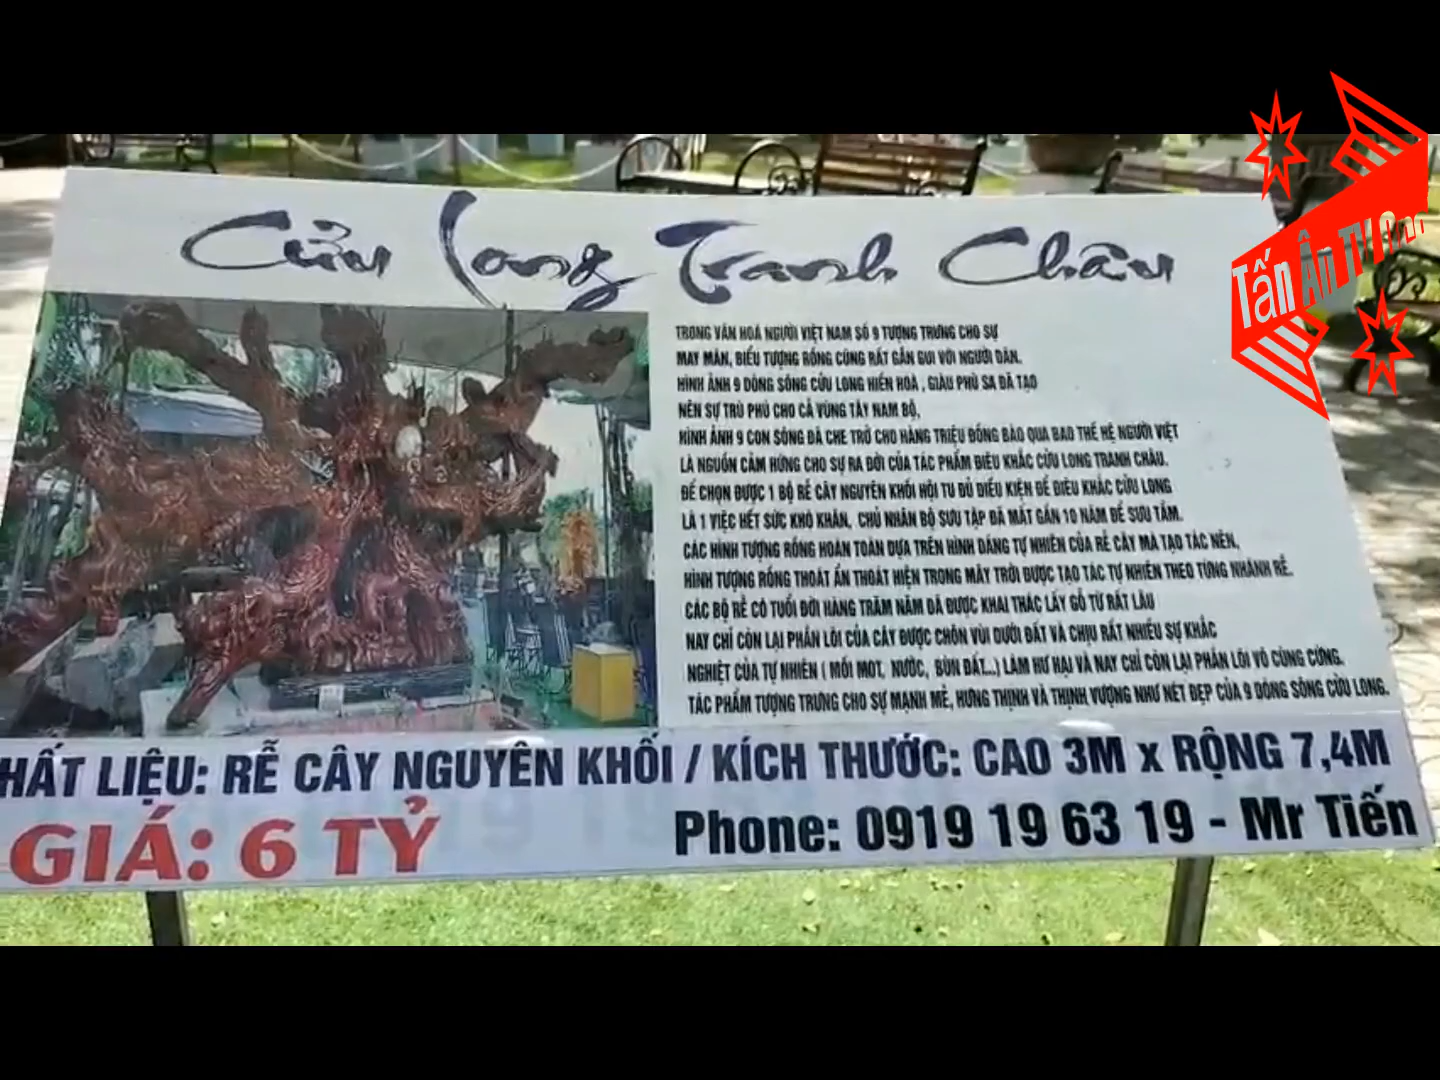 Cửu Long Tranh Châu
TRONG VĂN HOÁ NGƯỜI VIỆT NAM SỐ 9 TƯỢNG TRƯNG CHO SỰ
MAY MẮN, BIỂU TƯỢNG RỒNG CŨNG RẤT GẦN GUI VỚI NGƯỜI DÂN.
HÌNH ẢNH 9 DÒNG SÔNG CỬU LONG HIỀN HOÀ , GIÀU PHÙ SA ĐÃ TẠO
NÊN SỰ TRÙ PHÚ CHO CẢ VÙNG TÂY NAM BỘ,
HÌNH ẢNH 9 CON SÔNG ĐÃ CHE TRỞ CHO HÀNG TRIỆU ĐỒNG BÀO QUA BAO THẾ HỆ NGƯỜI VIỆT
LÀ NGUỒN CẢM HỨNG CHO SỰ RA ĐỜI CỦA TÁC PHẨM ĐIÊU KHẮC CỬU LONG TRANH CHÂU.
ĐỂ CHỌN ĐƯỢC 1 BỘ RỄ CÂY NGUYÊN KHỐI HỘI TỤ ĐỦ ĐIỀU KIỆN ĐỂ ĐIÊU KHẮC CỬU LONG
LÀ 1 VIỆC HẾT SỨC KHÓ KHĂN, CHỦ NHÂN BỘ SƯU TẬP ĐÃ MẤT GẦN 10 NĂM ĐỂ SƯU TẦM.
CÁC HÌNH TƯỢNG RỒNG HOÀN TOÀN DỰA TRÊN HÌNH DÁNG TỰ NHIÊN CỦA RỄ CÂY MÀ TẠO TÁC NÊN,
HÌNH TƯỢNG RỒNG THOẮT ẨN THOẮT HIỆN TRONG MÂY TRỜI ĐƯỢC TẠO TÁC TỰ NHIÊN THEO TỪNG NHÁNH RỄ.
CÁC BỘ RỄ CÓ TUỔI ĐỜI HÀNG TRĂM NĂM ĐÃ ĐƯỢC KHAI THÁC LẤY GỖ TỪ RẤT LÂU
NAY CHỈ CÒN LẠI PHẦN LÕI CỦA CÂY ĐƯỢC CHÔN VÙI DƯỚI ĐẤT VÀ CHỊU RẤT NHIỀU SỰ KHẮC
NGHIỆT CỦA TỰ NHIÊN ( MỐI MỌT, NƯỚC, BÙN ĐẤT...) LÀM HƯ HẠI VÀ NAY CHỈ CÒN LẠI PHẦN LÕI VÔ CÙNG CỨNG.
TÁC PHẨM TƯỢNG TRƯNG CHO SỰ MẠNH MẼ, HƯNG THỊNH VÀ THỊNH VƯỢNG NHƯ NÉT ĐẸP CỦA 9 DÒNG SÔNG CỬU LONG.
HẤT LIỆU: RỄ CÂY NGUYÊN KHỐI / KÍCH THƯỚC: CAO 3M x RỘNG 7,4M
GIÁ: 6 TỶ
Phone: 0919 19 63 19 - Mr Tiến
Tấn Ân TV